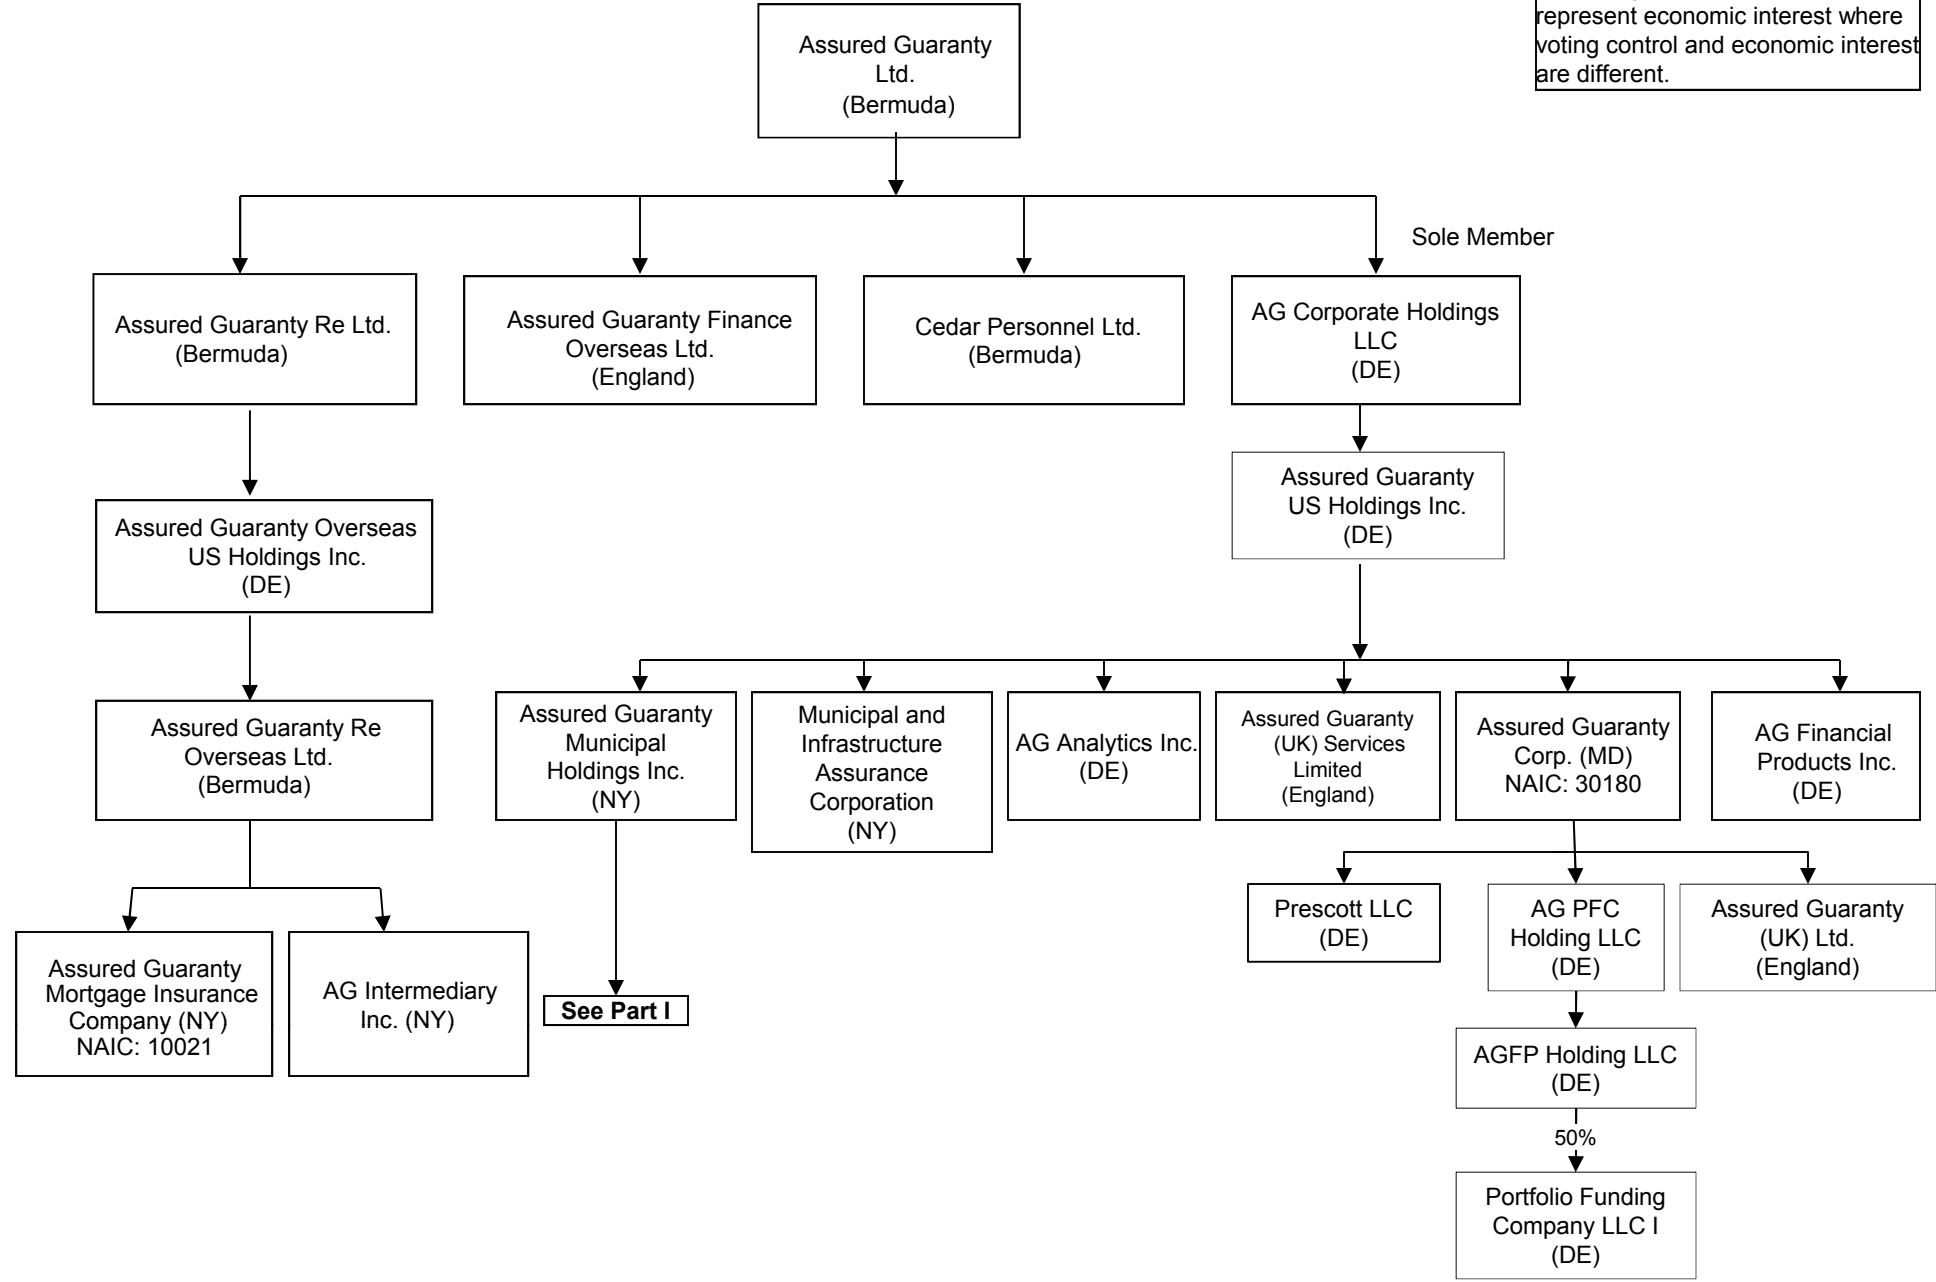 represent economic interest where
voting control and economic interest
are different.
Assured Guaranty
Ltd.
(Bermuda)
Sole Member
Assured Guaranty Re Ltd.
(Bermuda)
Assured Guaranty Finance
Overseas Ltd.
(England)
Cedar Personnel Ltd.
(Bermuda)
AG Corporate Holdings
LLC
(DE)
Assured Guaranty
US Holdings Inc.
(DE)
Assured Guaranty Overseas
US Holdings Inc.
(DE)
Assured Guaranty Re
Overseas Ltd.
(Bermuda)
Assured Guaranty
Municipal
Holdings Inc.
(NY)
Municipal and
Infrastructure
Assurance
Corporation
(NY)
AG Analytics Inc.
(DE)
Assured Guaranty
(UK) Services
Limited
(England)
Assured Guaranty
Corp. (MD)
NAIC: 30180
AG Financial
Products Inc.
(DE)
Prescott LLC
(DE)
AG PFC
Holding LLC
(DE)
Assured Guaranty
(UK) Ltd.
(England)
Assured Guaranty
Mortgage Insurance
Company (NY)
NAIC: 10021
AG Intermediary
Inc. (NY)
See Part I
AGFP Holding LLC
(DE)
50%
Portfolio Funding
Company LLC I
(DE)